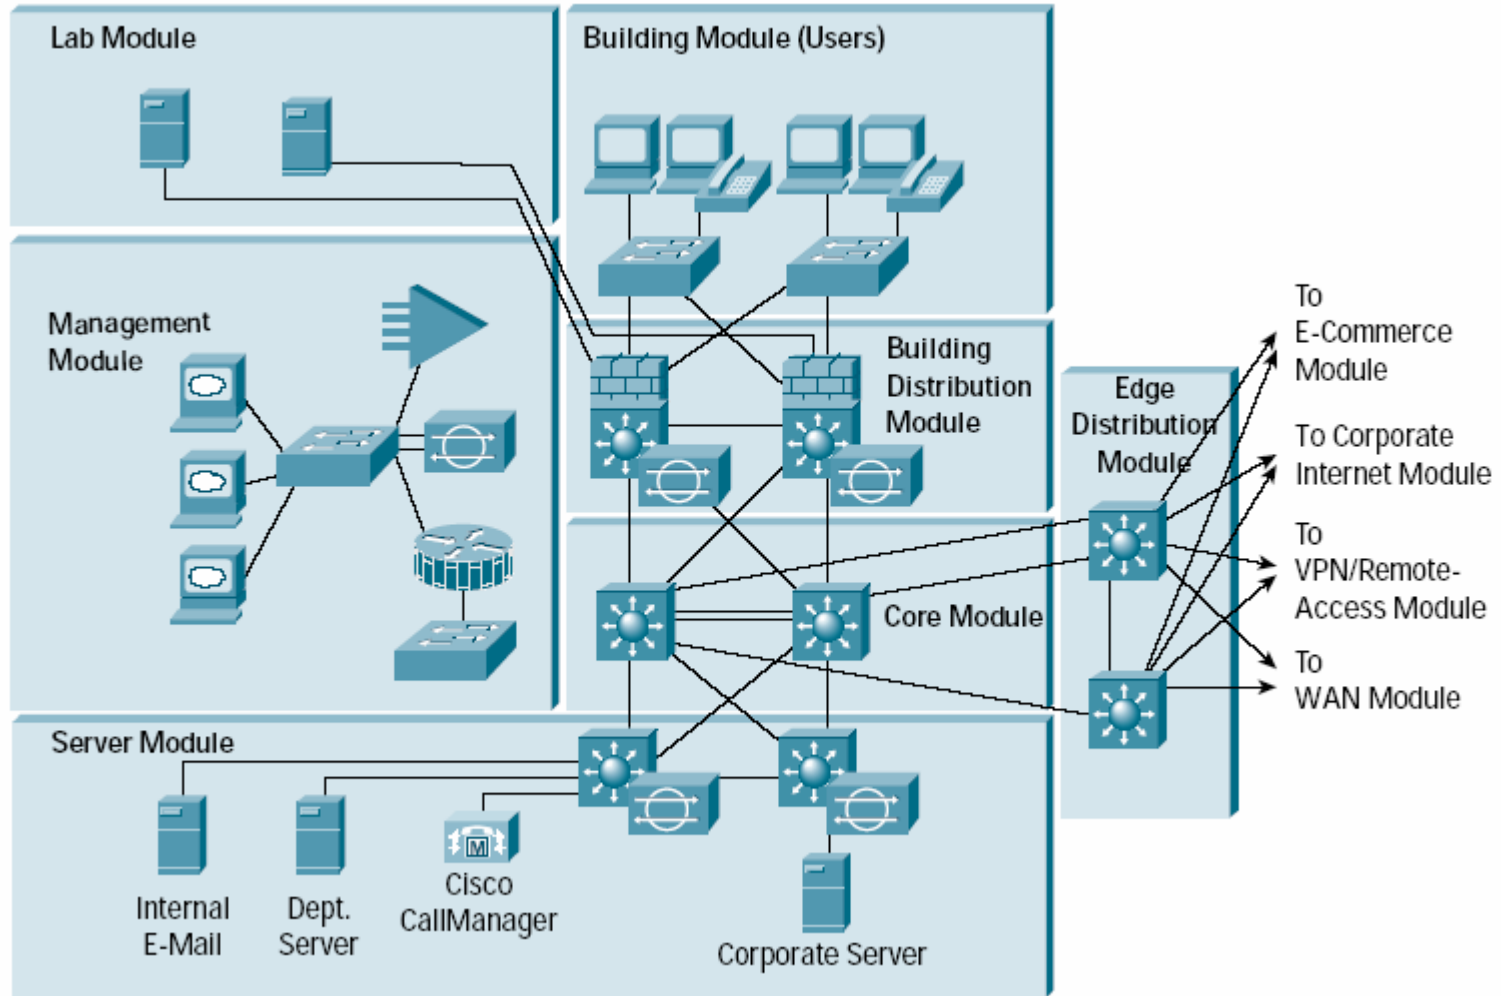 Lab Module
Building Module (Users)
Management
Module
Building
Distribution
Module
Edge
Distribution
Module
To
E-Commerce
Module
To Corporate
Internet Module
To
VPN/Remote-
Access Module
To
WAN Module
Core Module
Server Module
M
Internal
E-Mail
Dept.
Server
Cisco
CallManager
Corporate Server